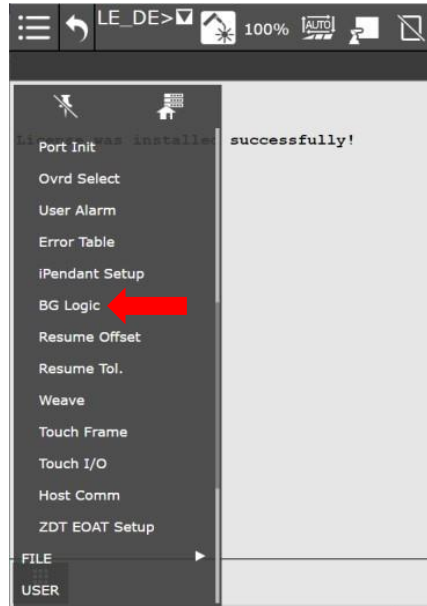 LE_DE>
100%
AUTO
Port Init
License was installed successfully!
Ovrd Select
User Alarm
Error Table
iPendant Setup
BG Logic
Resume Offset
Resume Tol.
Weave
Touch Frame
Touch I/O
Host Comm
ZDT EOAT Setup
FILE
USER